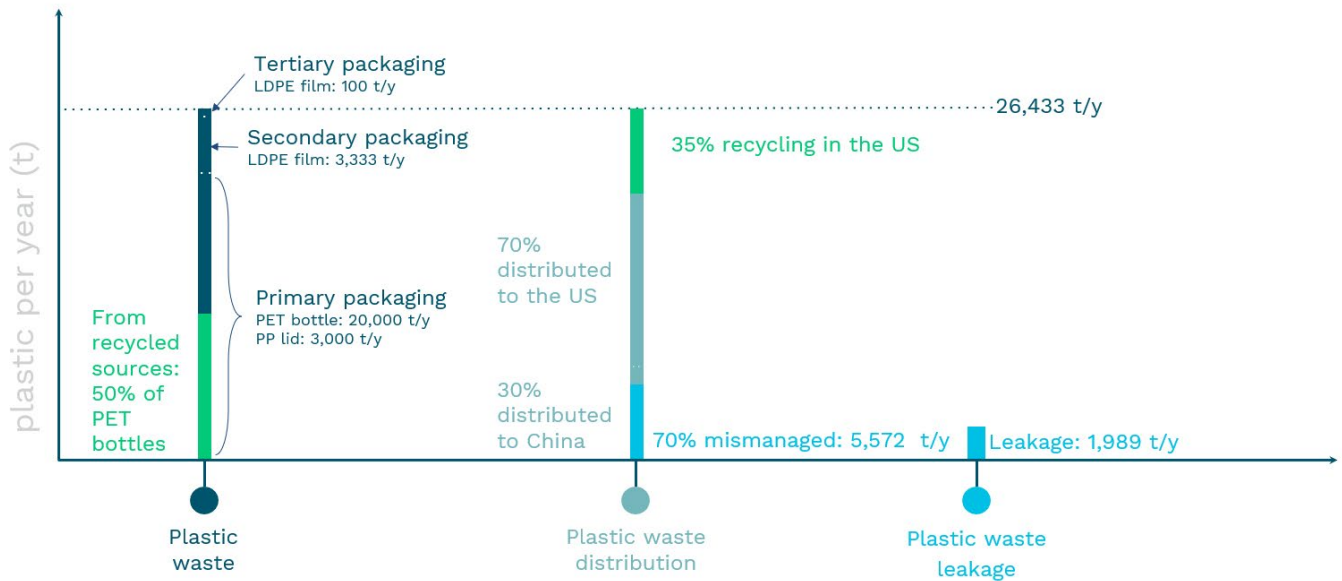 plastic per year (t)
Tertiary packaging
LDPE film: 100 t/y
Secondary packaging
LDPE film: 3,333 t/y
Primary packaging
PET bottle: 20,000 t/y
PP lid: 3,000 t/y
From
recycled
sources:
50% of
PET
bottles
26,433 t/y
35% recycling in the US
70%
distributed
to the US
30%
distributed
to China
70% mismanaged: 5,572 t/y
Leakage: 1,989 t/y
Plastic
waste
Plastic waste
distribution
Plastic waste
leakage